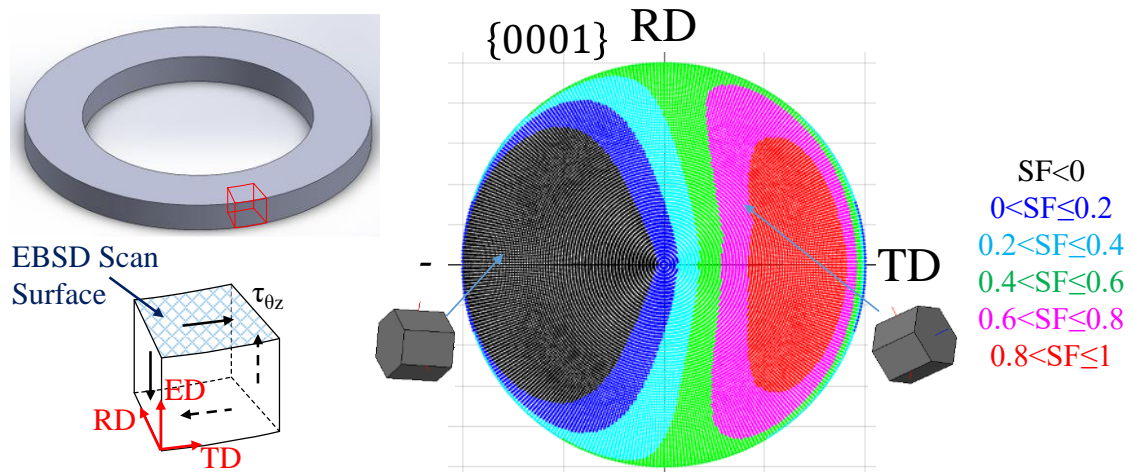 {0001}
RD
EBSD Scan
Surface
τθz
ED
RD
TD
-
TD
SF<0
0<SF≤0.2
0.2<SF≤0.4
0.4<SF≤0.6
0.6<SF≤0.8
0.8<SF≤1